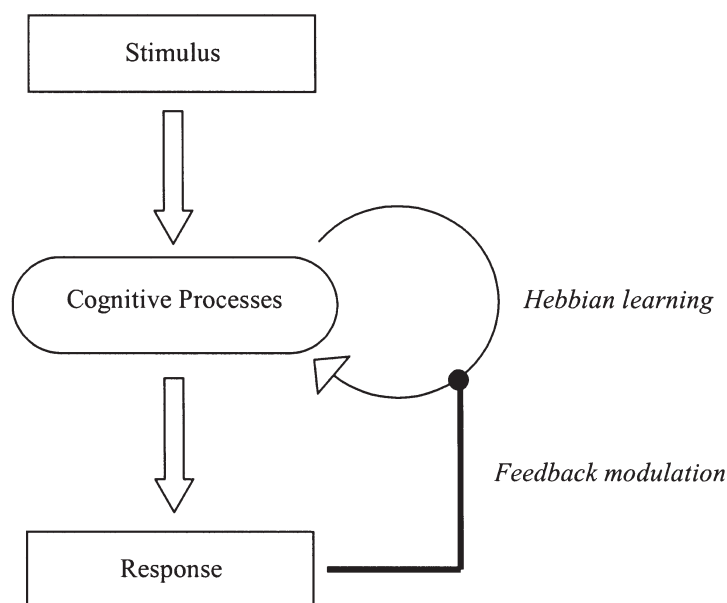 Stimulus
Cognitive Processes
Hebbian learning
Feedback modulation
Response